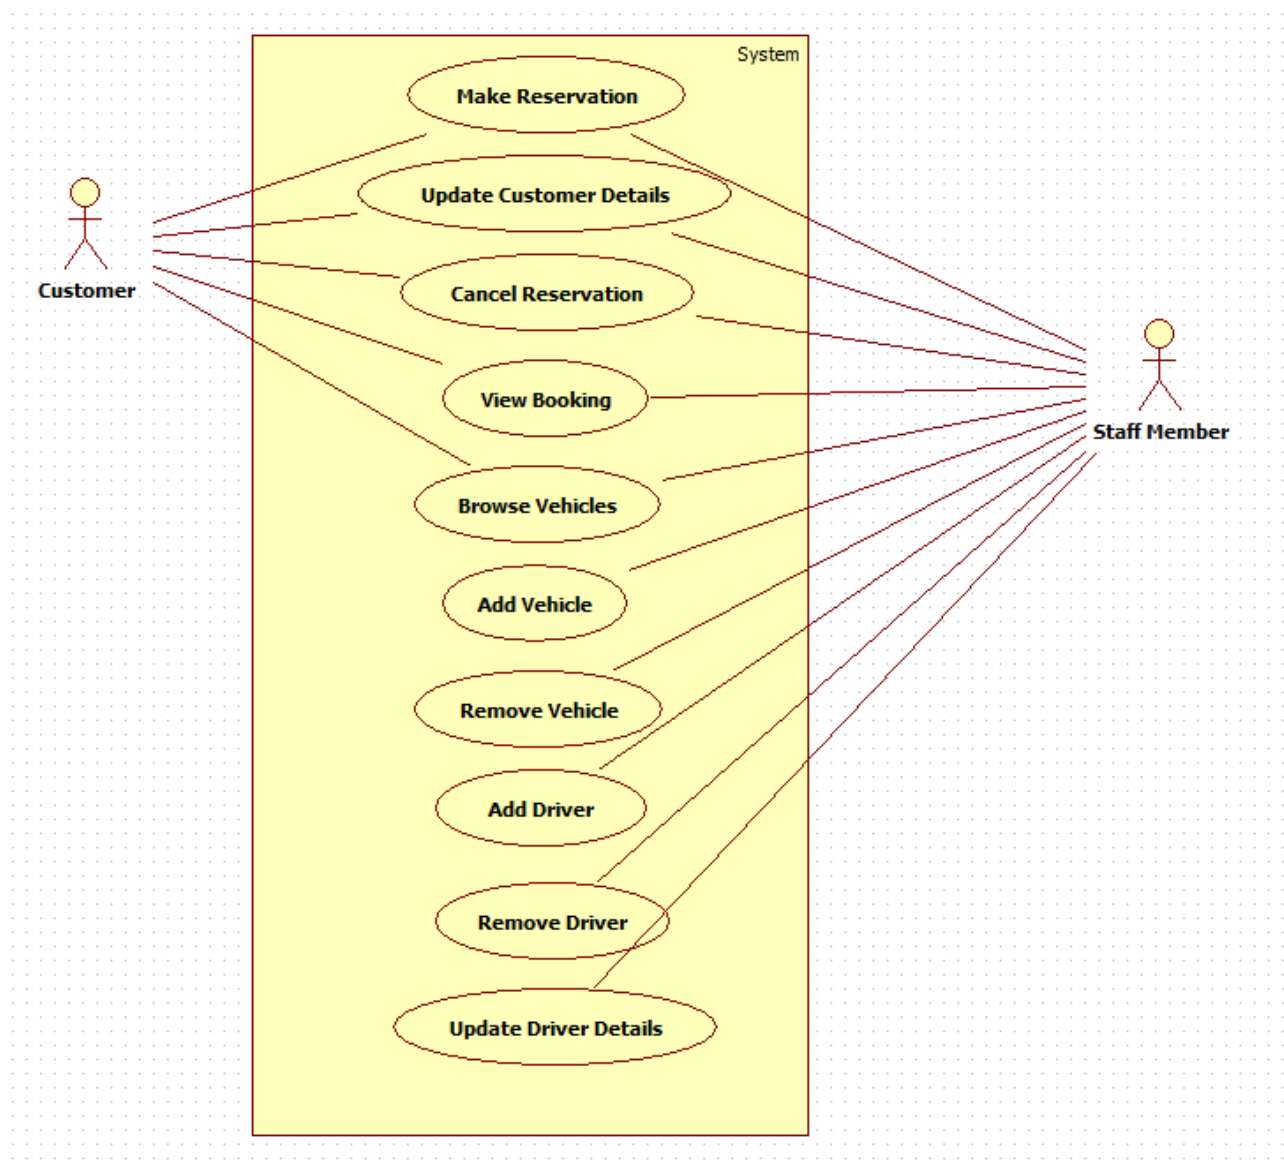 System
Make Reservation
Update Customer Details
Customer
Cancel Reservation
View Booking
Staff Member
Browse Vehicles
Add Vehicle
Remove Vehicle
Add Driver
Remove Driver
Update Driver Details